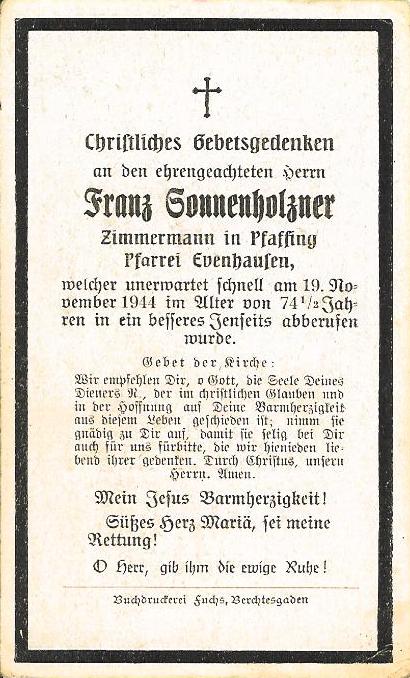 Christliches Gebetsgedenken
an den ehrengeachteten Herrn
Franz Sonnenholzner
Zimmermann in Pfaffing
Pfarrei Evenhausen,
welcher unerwartet schnell am 19. No-
vember 1944 im Alter von 74 1/2 Jah-
ren in ein besseres Jenseits abberufen
wurde.
Gebet der Kirche:
Wir empfehlen Dir, o Gott, die Seele Deines
Dieners N., der im christlichen Glauben und
in der Hoffnung auf Deine Barmherzigkeit
aus diesem Leben geschieden ist; nimm sie
gnädig zu Dir auf, damit sie selig bei Dir
auch für uns fürbitte, die wir hienieden lie-
bend ihrer gedenken. Durch Christus, unsern
Herrn. Amen.
Mein Jesus Barmherzigkeit!
Süßes Herz Mariä, sei meine
Rettung!
O Herr, gib ihm die ewige Ruhe!
Buchdruckerei Fuchs, Berchtesgaden